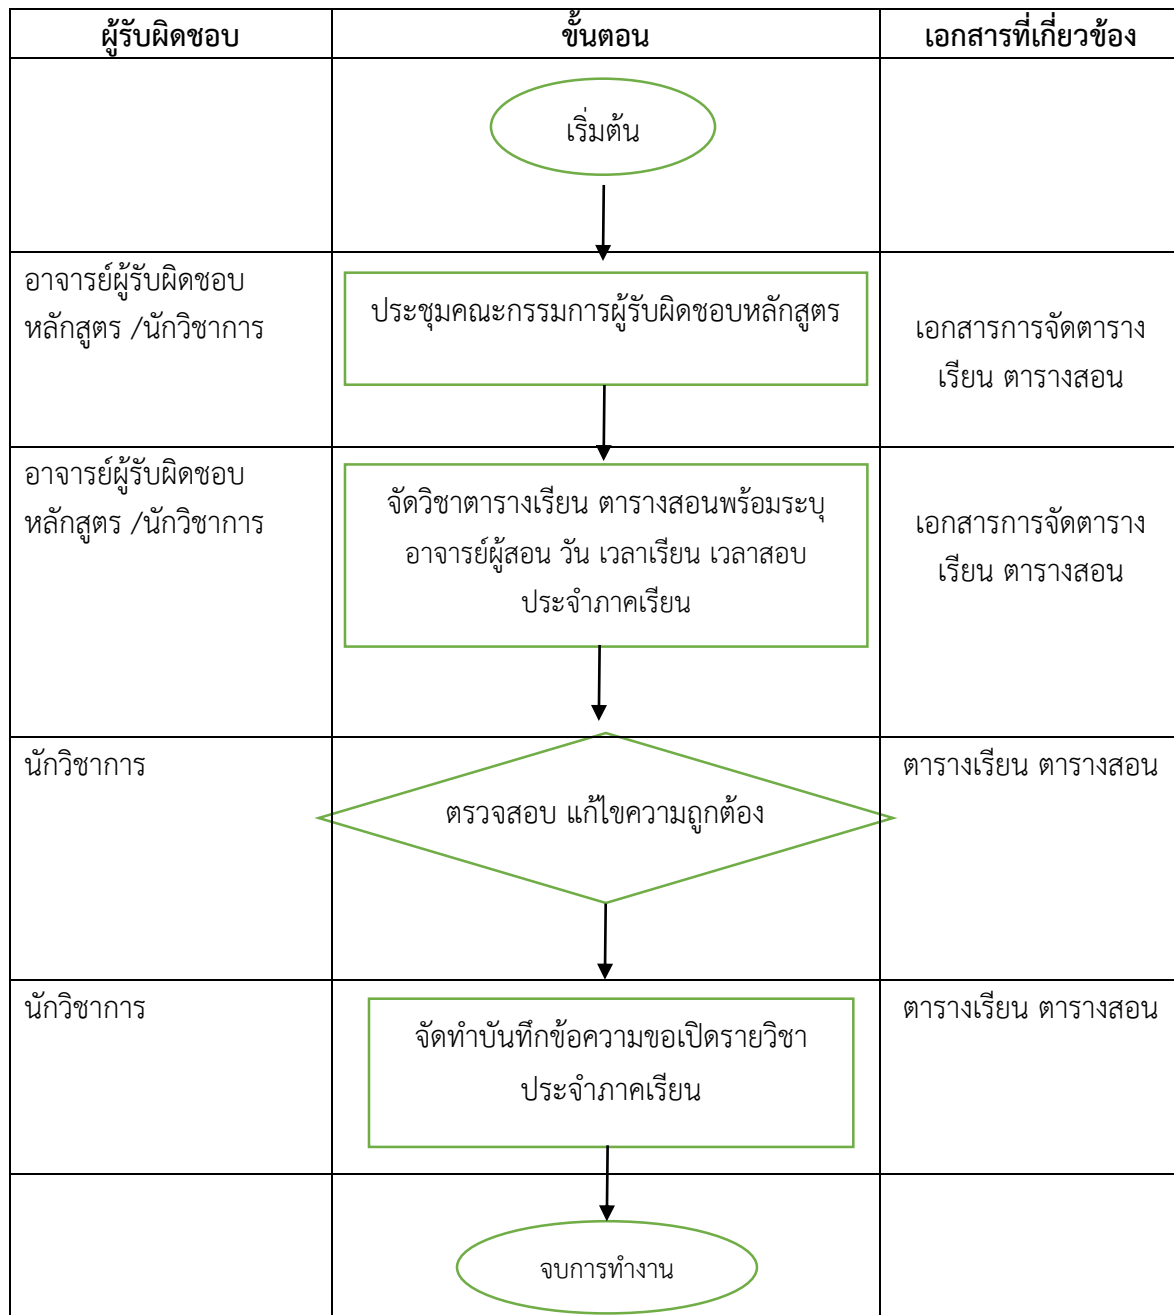 ผู้รับผิดชอบ
ขั้นตอน
เอกสารที่เกี่ยวข้อง
เริ่มต้น
อาจารย์ผู้รับผิดชอบ
หลักสูตร /นักวิชาการ
ประชุมคณะกรรมการผู้รับผิดชอบหลักสูตร
เอกสารการจัดตาราง
เรียน ตารางสอน
อาจารย์ผู้รับผิดชอบ
หลักสูตร /นักวิชาการ
จัดวิชาตารางเรียน ตารางสอนพร้อมระบุ
อาจารย์ผู้สอน วัน เวลาเรียน เวลาสอบ
ประจำภาคเรียน
เอกสารการจัดตาราง
เรียน ตารางสอน
นักวิชาการ
ตรวจสอบ แก้ไขความถูกต้อง
ตารางเรียน ตารางสอน
นักวิชาการ
จัดทำบันทึกข้อความขอเปิดรายวิชา
ประจำภาคเรียน
ตารางเรียน ตารางสอน
จบการทำงาน